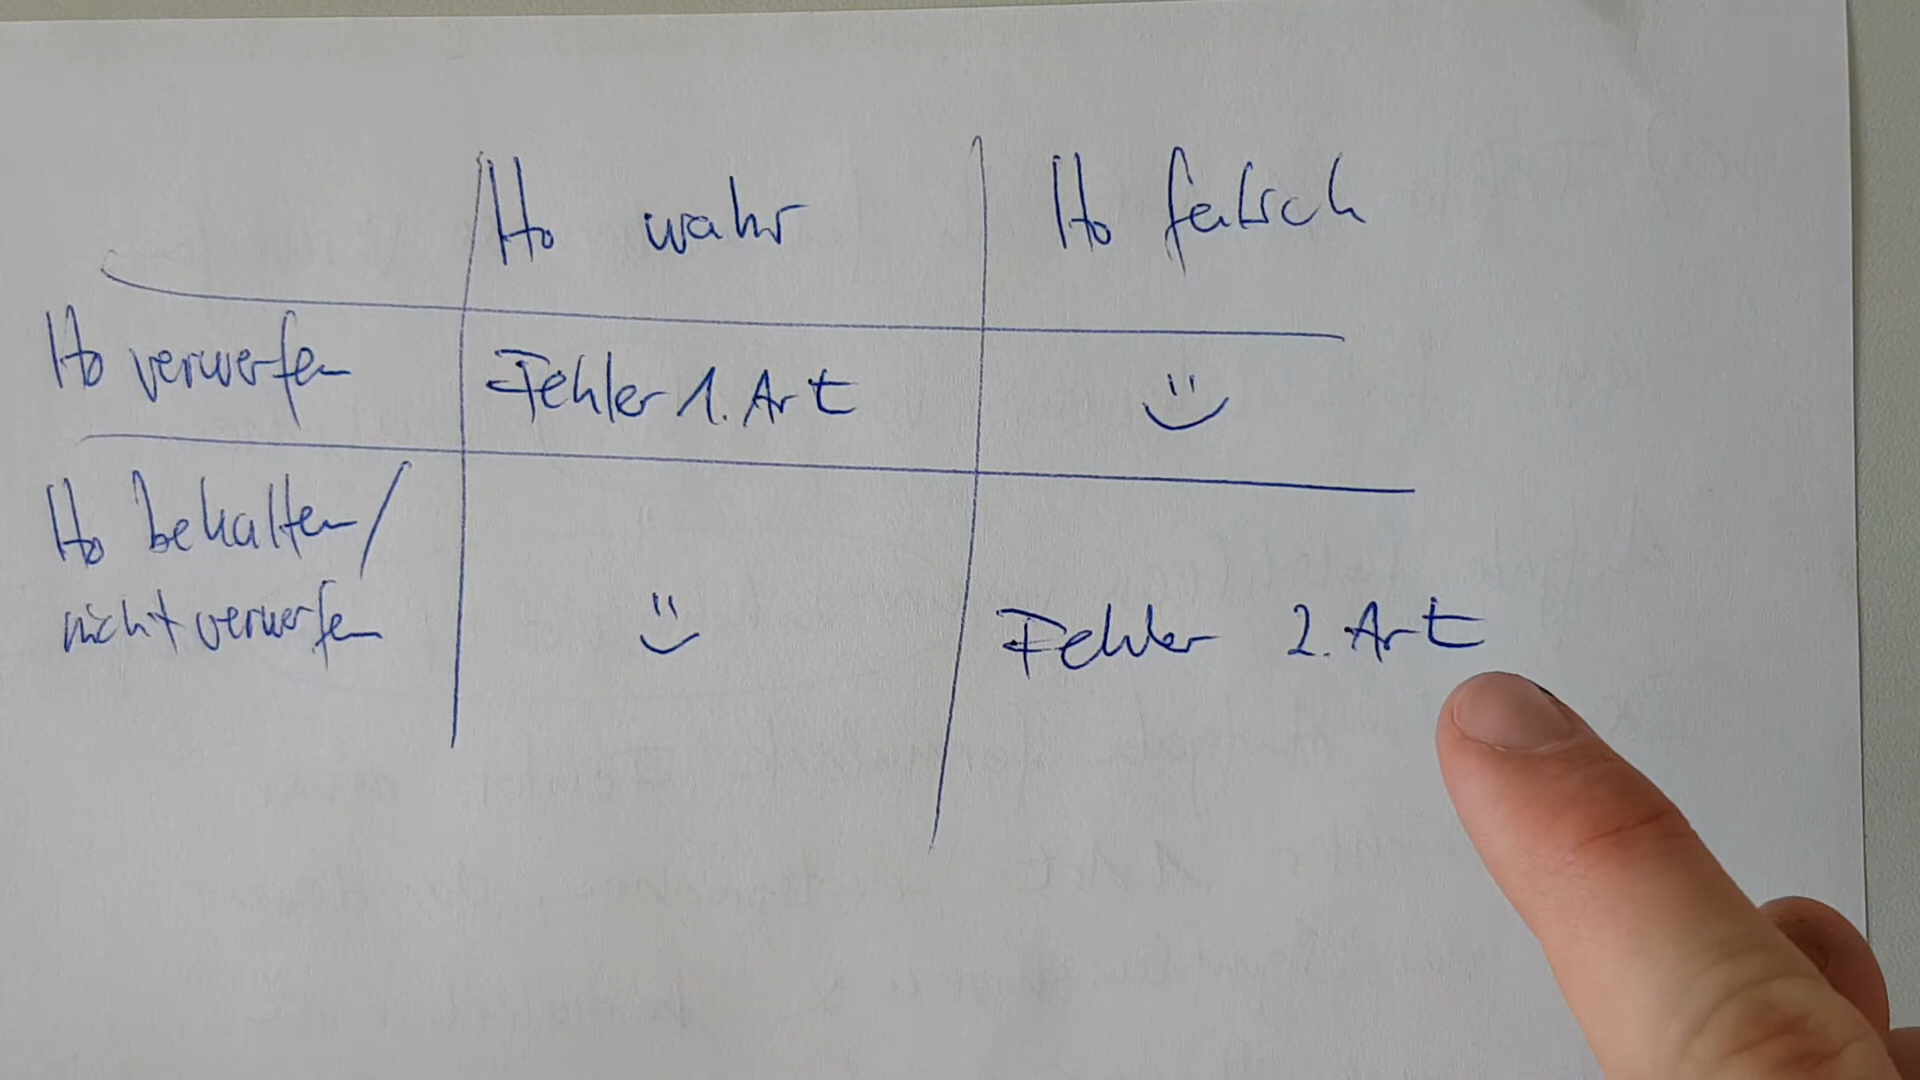 H0 wahr H0 falsch
H0 verwerfen Fehler 1. Art
H0 behalten/
nicht verwerfen Fehler 2. Art